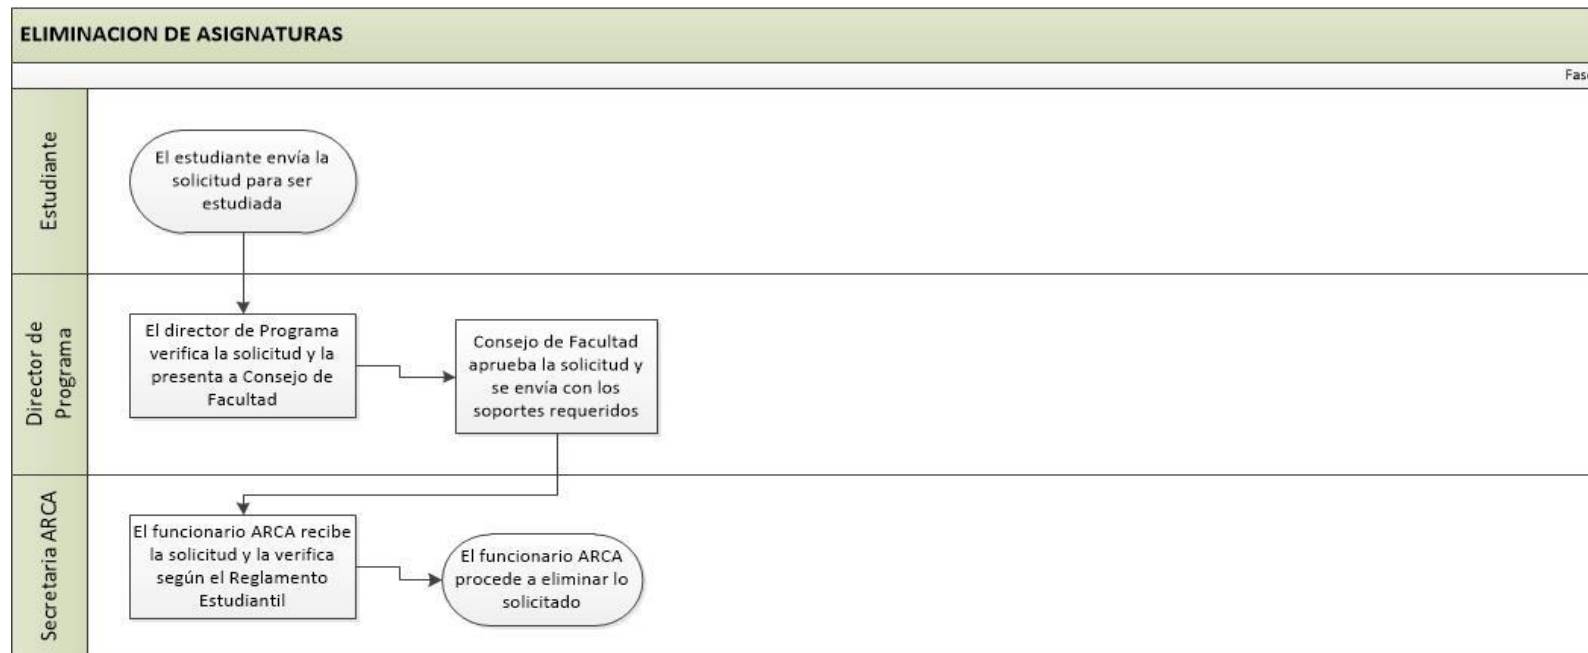 ELIMINACION DE ASIGNATURAS
Fase
Estudiante
El estudiante envía la
solicitud para ser
estudiada
Director de
Programa
El director de Programa
verifica la solicitud y la
presenta a Consejo de
Facultad
Consejo de Facultad
aprueba la solicitud y
se envía con los
soportes requeridos
Secretaria ARCA
El funcionario ARCA recibe
la solicitud y la verifica
según el Reglamento
Estudiantil
El funcionario ARCA
procede a eliminar lo
solicitado